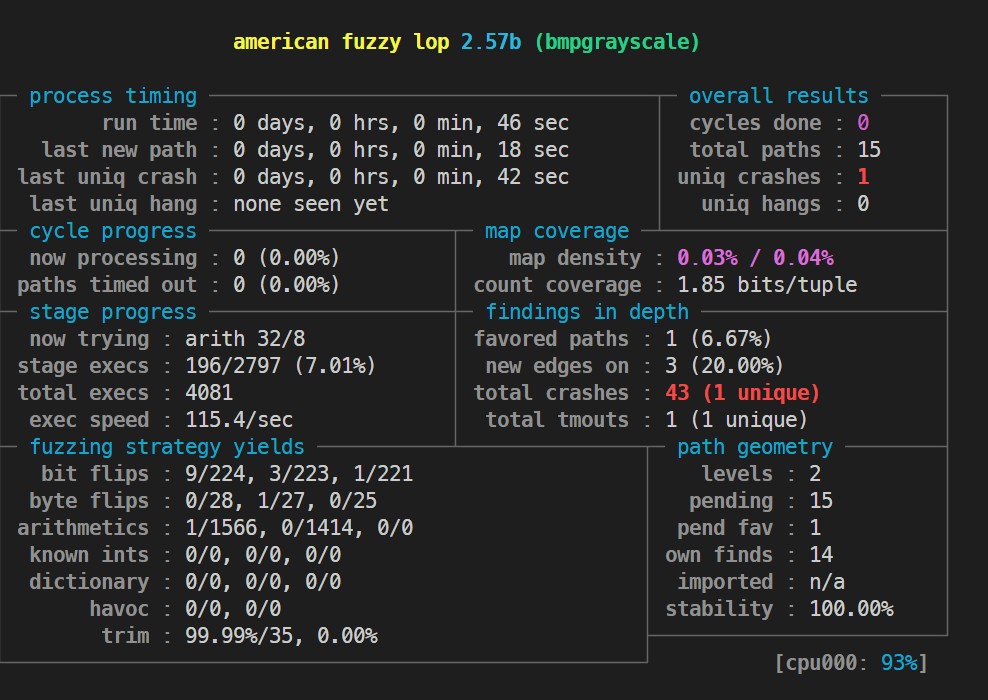 american fuzzy lop 2.57b (bmpgrayscale)
process timing overall results
run time : 0 days, 0 hrs, 0 min, 46 sec cycles done : 0
last new path : 0 days, 0 hrs, 0 min, 18 sec total paths : 15
last uniq crash : 0 days, 0 hrs, 0 min, 42 sec uniq crashes : 1
last uniq hang : none seen yet uniq hangs : 0
cycle progress map coverage
now processing : 0 (0.00%) map density : 0.03% / 0.04%
paths timed out : 0 (0.00%) count coverage : 1.85 bits/tuple
stage progress findings in depth
now trying : arith 32/8 favored paths : 1 (6.67%)
stage execs : 196/2797 (7.01%) new edges on : 3 (20.00%)
total execs : 4081 total crashes : 43 (1 unique)
exec speed : 115.4/sec total tmouts : 1 (1 unique)
fuzzing strategy yields path geometry
bit flips : 9/224, 3/223, 1/221 levels : 2
byte flips : 0/28, 1/27, 0/25 pending : 15
arithmetics : 1/1566, 0/1414, 0/0 pend fav : 1
known ints : 0/0, 0/0, 0/0 own finds : 14
dictionary : 0/0, 0/0, 0/0 imported : n/a
havoc : 0/0, 0/0 stability : 100.00%
trim : 99.99%/35, 0.00%
[cpu000: 93%]